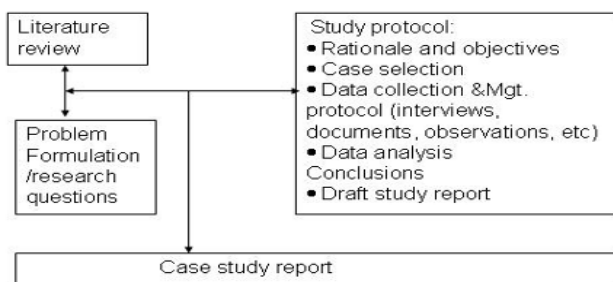 Literature
review
Problem
Formulation
/research
questions
Study protocol:
• Rationale and objectives
• Case selection
• Data collection &Mgt.
protocol (interviews,
documents, observations, etc)
• Data analysis
Conclusions
• Draft study report
Case study report